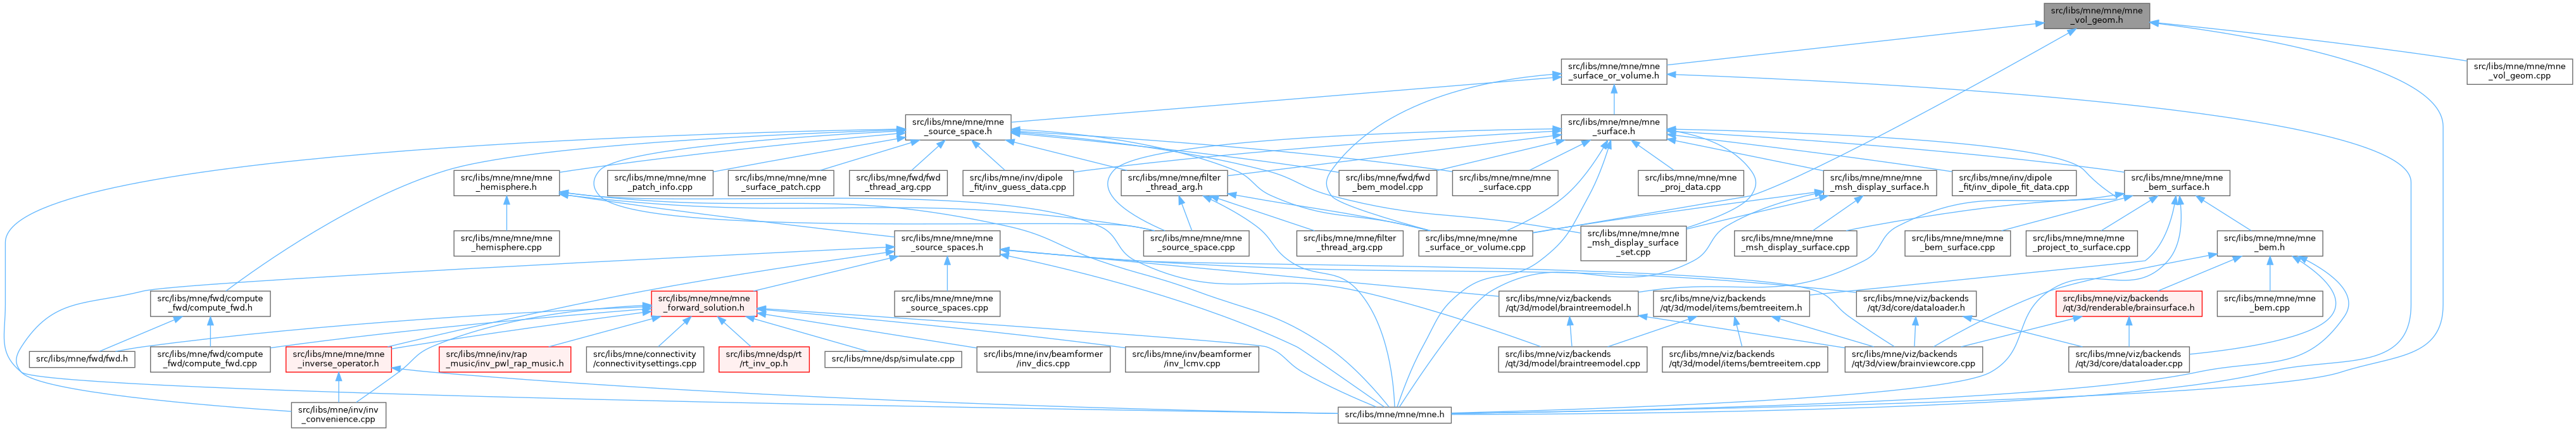 src/libs/mne/mne/mne
_vol_geom.h
src/libs/mne/mne/mne
_surface_or_volume.h
src/libs/mne/mne/mne
_vol_geom.cpp
src/libs/mne/mne/mne
_source_space.h
src/libs/mne/mne/mne
_surface.h
src/libs/mne/mne/mne
_hemisphere.h
src/libs/mne/mne/mne
_patch_info.cpp
src/libs/mne/mne/mne
_surface_patch.cpp
src/libs/mne/fwd/fwd
_thread_arg.cpp
src/libs/mne/inv/dipole
_fit/inv_guess_data.cpp
src/libs/mne/mne/filter
_thread_arg.h
src/libs/mne/fwd/fwd
_bem_model.cpp
src/libs/mne/mne/mne
_surface.cpp
src/libs/mne/mne/mne
_proj_data.cpp
src/libs/mne/mne/mne
_msh_display_surface.h
src/libs/mne/inv/dipole
_fit/inv_dipole_fit_data.cpp
src/libs/mne/mne/mne
_bem_surface.h
src/libs/mne/mne/mne
_hemisphere.cpp
src/libs/mne/mne/mne
_source_spaces.h
src/libs/mne/mne/mne
_source_space.cpp
src/libs/mne/mne/filter
_thread_arg.cpp
src/libs/mne/mne/mne
_surface_or_volume.cpp
src/libs/mne/mne/mne
_msh_display_surface
_set.cpp
src/libs/mne/mne/mne
_msh_display_surface.cpp
src/libs/mne/mne/mne
_bem_surface.cpp
src/libs/mne/mne/mne
_project_to_surface.cpp
src/libs/mne/mne/mne
_bem.h
src/libs/mne/fwd/compute
_fwd/compute_fwd.h
src/libs/mne/mne/mne
_forward_solution.h
src/libs/mne/mne/mne
_source_spaces.cpp
src/libs/mne/viz/backends
/qt/3d/model/braintreemodel.h
src/libs/mne/viz/backends
/qt/3d/model/items/bemtreeitem.h
src/libs/mne/viz/backends
/qt/3d/core/dataloader.h
src/libs/mne/viz/backends
/qt/3d/renderable/brainsurface.h
src/libs/mne/mne/mne
_bem.cpp
src/libs/mne/fwd/fwd.h
src/libs/mne/fwd/compute
_fwd/compute_fwd.cpp
src/libs/mne/mne/mne
_inverse_operator.h
src/libs/mne/inv/rap
_music/inv_pwl_rap_music.h
src/libs/mne/connectivity
/connectivitysettings.cpp
src/libs/mne/dsp/rt
/rt_inv_op.h
src/libs/mne/dsp/simulate.cpp
src/libs/mne/inv/beamformer
/inv_dics.cpp
src/libs/mne/inv/beamformer
/inv_lcmv.cpp
src/libs/mne/viz/backends
/qt/3d/model/braintreemodel.cpp
src/libs/mne/viz/backends
/qt/3d/model/items/bemtreeitem.cpp
src/libs/mne/viz/backends
/qt/3d/view/brainviewcore.cpp
src/libs/mne/viz/backends
/qt/3d/core/dataloader.cpp
src/libs/mne/inv/inv
_convenience.cpp
src/libs/mne/mne/mne.h